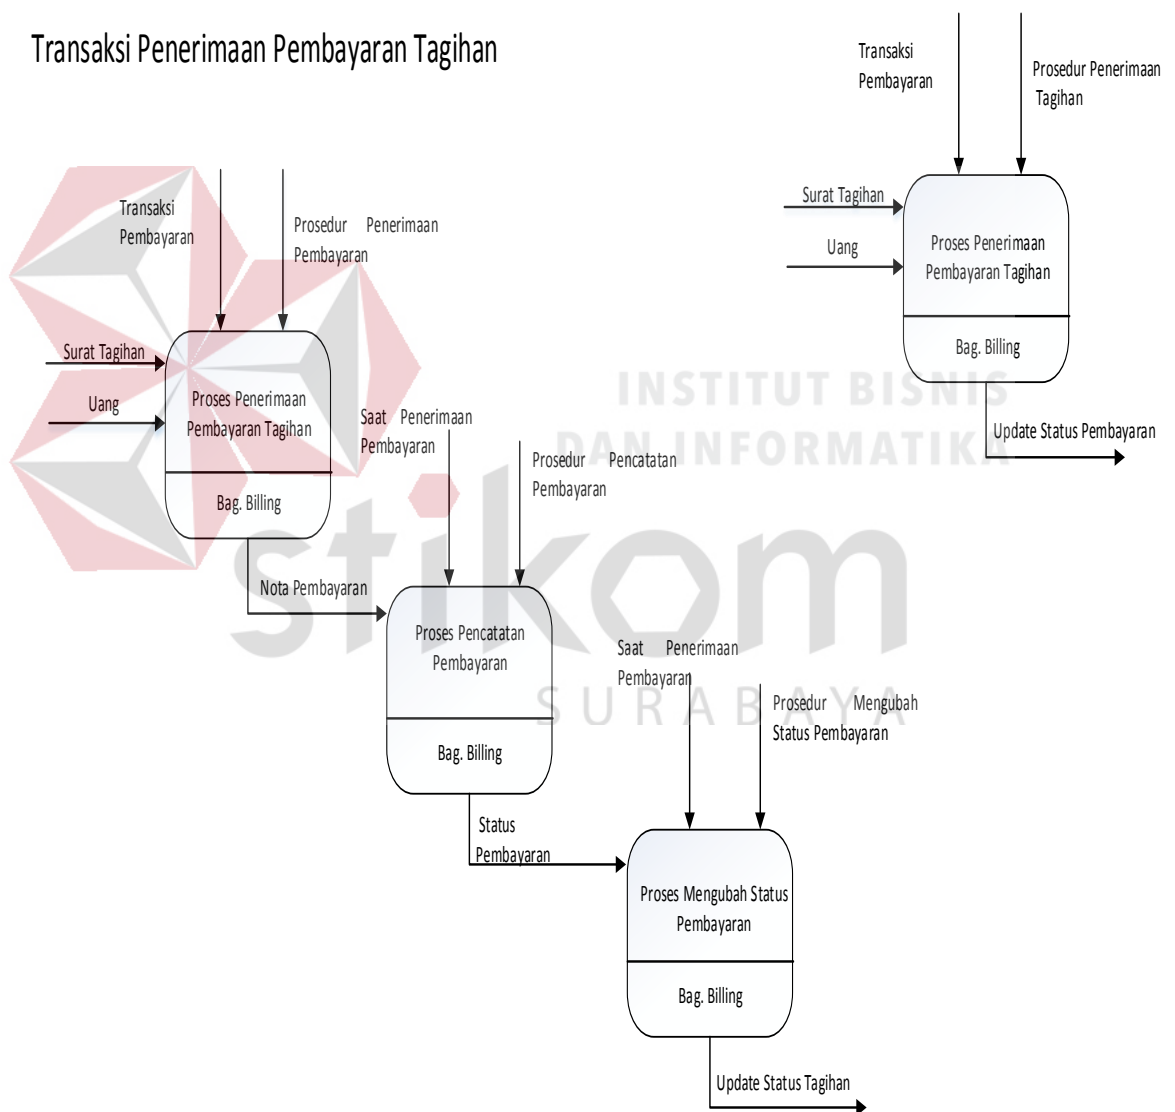 Transaksi Penerimaan Pembayaran Tagihan
Transaksi
Pembayaran
Prosedur Penerimaan
Tagihan
Surat Tagihan
Uang
Proses Penerimaan
Pembayaran Tagihan
Bag. Billing
Update Status Pembayaran
Transaksi
Pembayaran
Prosedur Penerimaan
Pembayaran
Surat Tagihan
Uang
Proses Penerimaan
Pembayaran Tagihan
Bag. Billing
Nota Pembayaran
Saat Penerimaan
Pembayaran
Prosedur Pencatatan
Pembayaran
Proses Pencatatan
Pembayaran
Bag. Billing
Status
Pembayaran
Saat Penerimaan
Pembayaran
Prosedur Mengubah
Status Pembayaran
Proses Mengubah Status
Pembayaran
Bag. Billing
Update Status Tagihan
INSTITUT BISNIS
DAN INFORMATIKA
stikom
SURABAYA